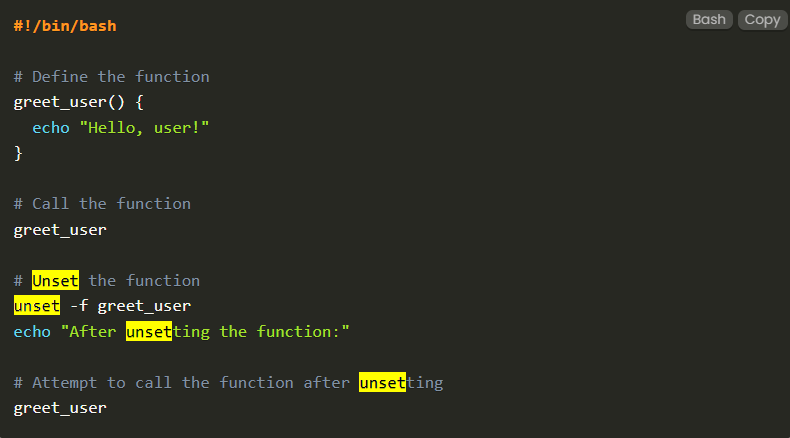 Bash Copy
#!/bin/bash
# Define the function
greet_user() {
  echo "Hello, user!"
}
# Call the function
greet_user
# Unset the function
unset -f greet_user
echo "After unsetting the function:"
# Attempt to call the function after unsetting
greet_user